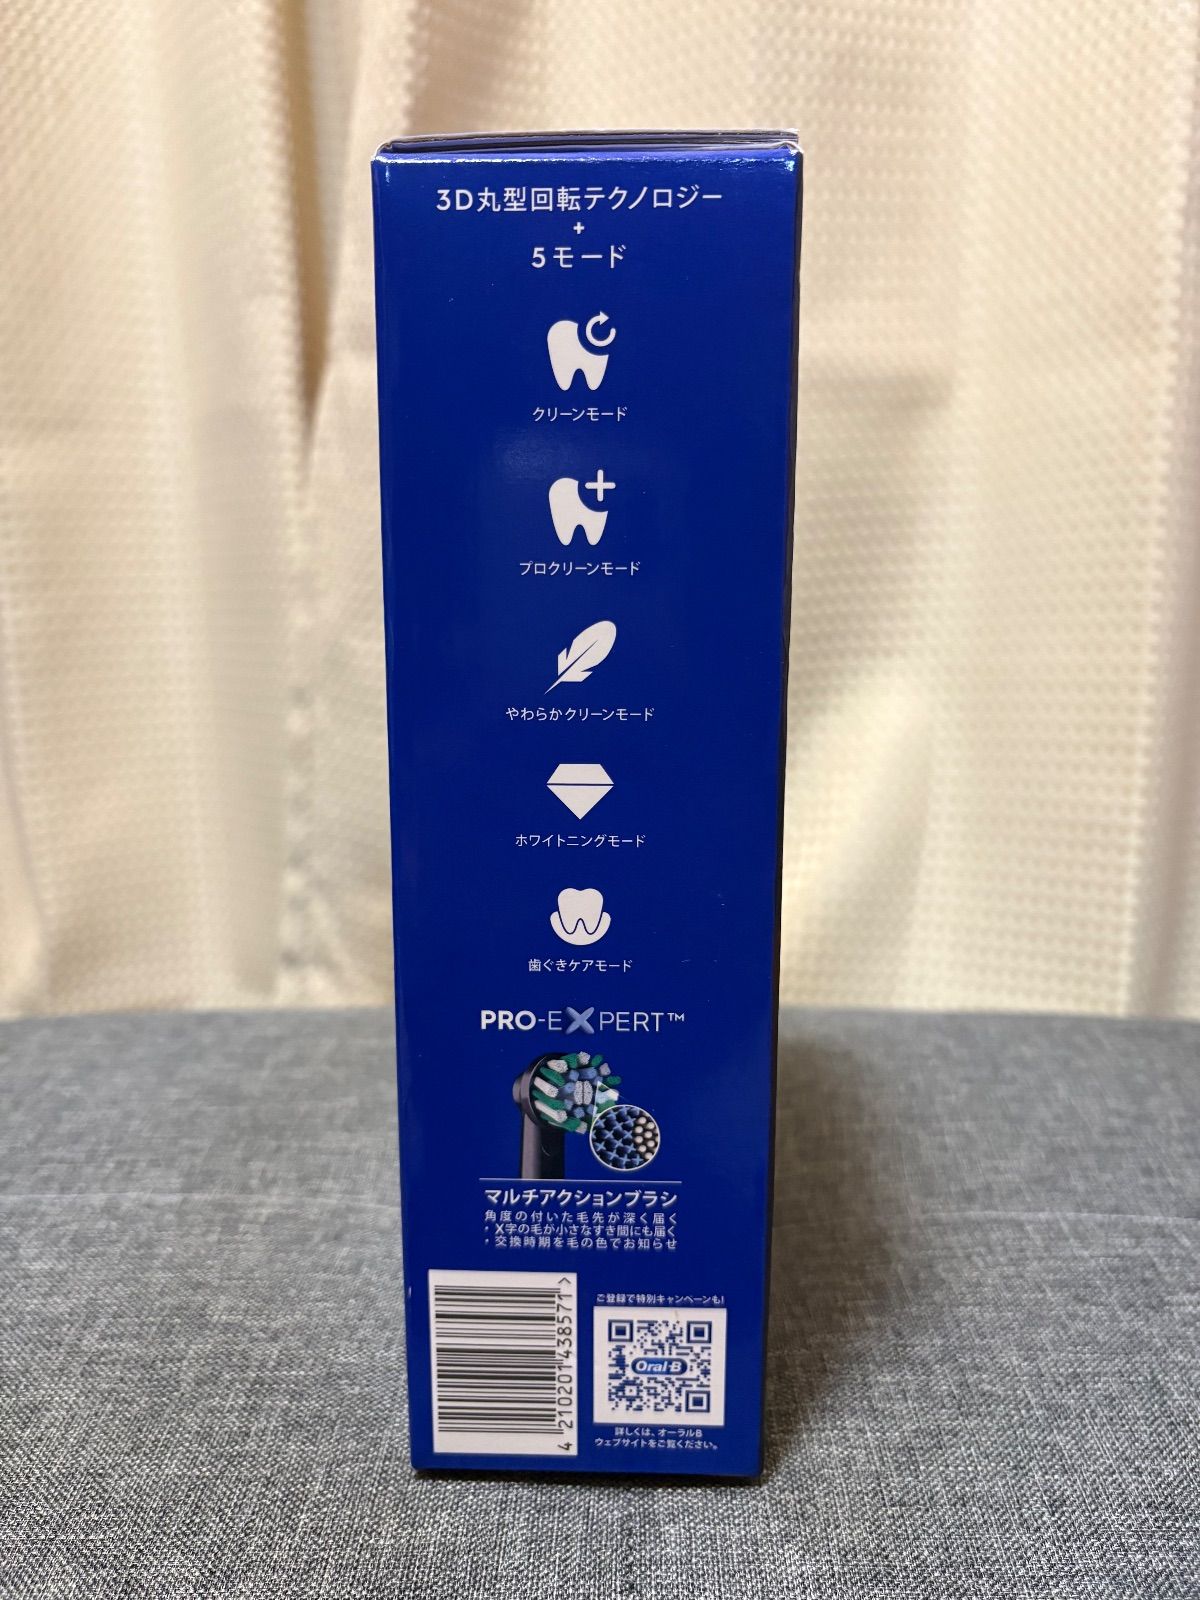 3D丸型回転テクノロジー
+
5モード
クリーンモード
プロクリーンモード
やわらかクリーンモード
ホワイトニングモード
歯ぐきケアモード
PRO-EXPERT™
マルチアクションブラシ
角度の付いた毛先が深く届く
・X字の毛が小さなすき間にも届く
・交換時期を毛の色でお知らせ
4 210201 438571 >
ご登録で特別キャンペーンも!
Oral-B
詳しくは、オーラルB
ウェブサイトをご覧ください。